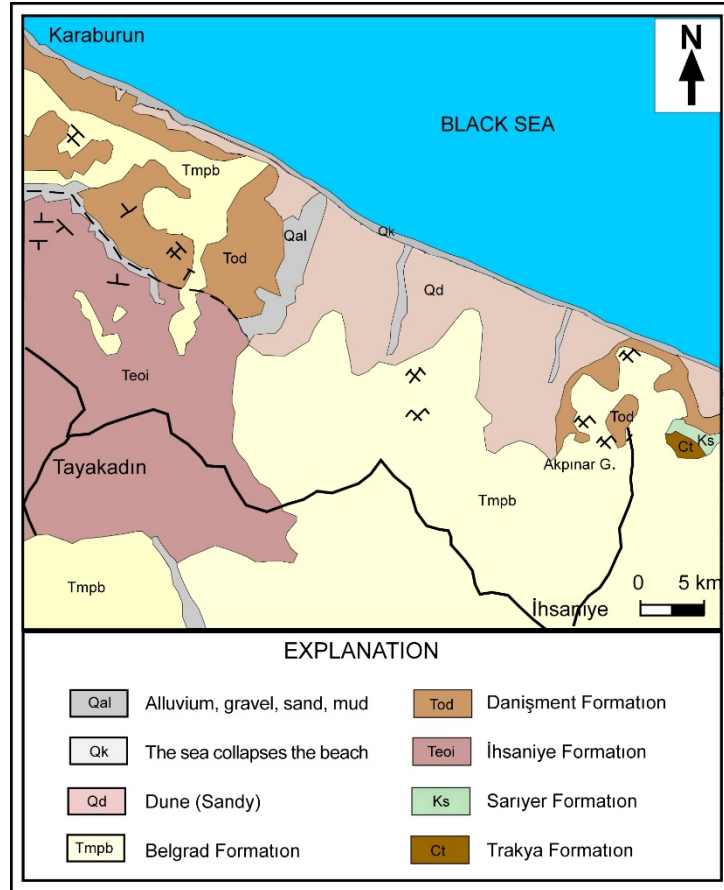 Karaburun
N
BLACK SEA
Tmpb
Qal
Qk
Tod
Qd
Teoi
Tod
Ks
Ct
Akpınar G.
Tayakadın
Tmpb
Tmpb
0 5 km
İhsaniye
EXPLANATION
Qal Alluvium, gravel, sand, mud
Qk The sea collapses the beach
Qd Dune (Sandy)
Tmpb Belgrad Formatıon
Tod Danişment Formatıon
Teoi İhsaniye Formatıon
Ks Sarıyer Formatıon
Ct Trakya Formatıon